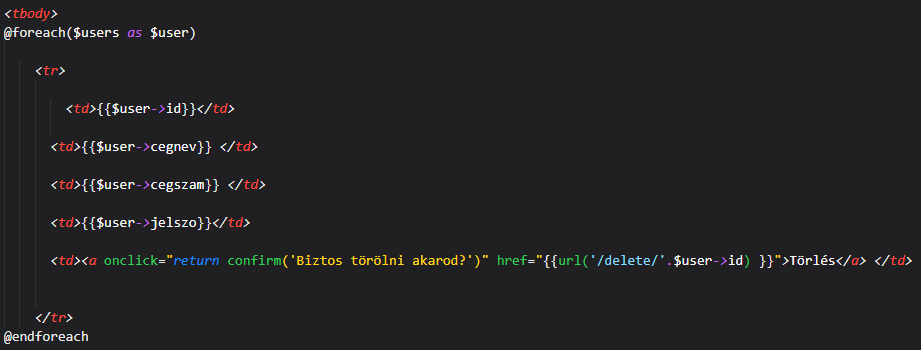 <tbody>
@foreach($users as $user)
<tr>
<td>{{$user->id}}</td>
<td>{{$user->cegnev}} </td>
<td>{{$user->cegszam}} </td>
<td>{{$user->jelszo}}</td>
<td><a onclick="return confirm('Biztos törölni akarod?')" href="{{url('/delete/'.$user->id) }}">Törlés</a> </td>
</tr>
@endforeach